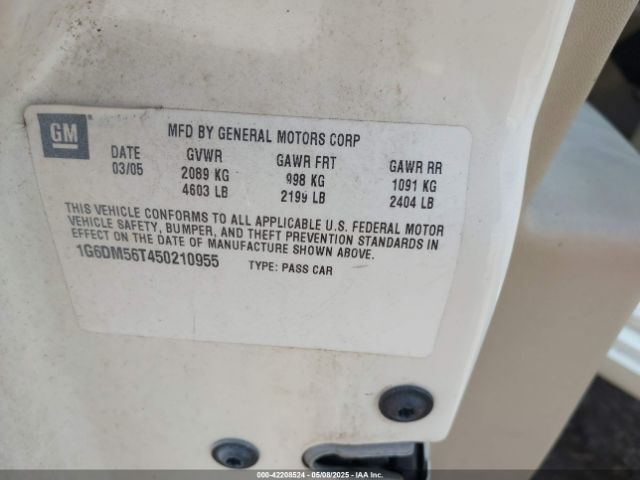 GM
MFD BY GENERAL MOTORS CORP
DATE GVWR GAWR FRT GAWR RR
03/05 2089 KG 998 KG 1091 KG
4603 LB 2199 LB 2404 LB
THIS VEHICLE CONFORMS TO ALL APPLICABLE U.S. FEDERAL MOTOR
VEHICLE SAFETY, BUMPER, AND THEFT PREVENTION STANDARDS IN
EFFECT ON THE DATE OF MANUFACTURE SHOWN ABOVE.
1G6DM56T450210955 TYPE: PASS CAR
000-42208524 05/08/2025 IAA, Inc.